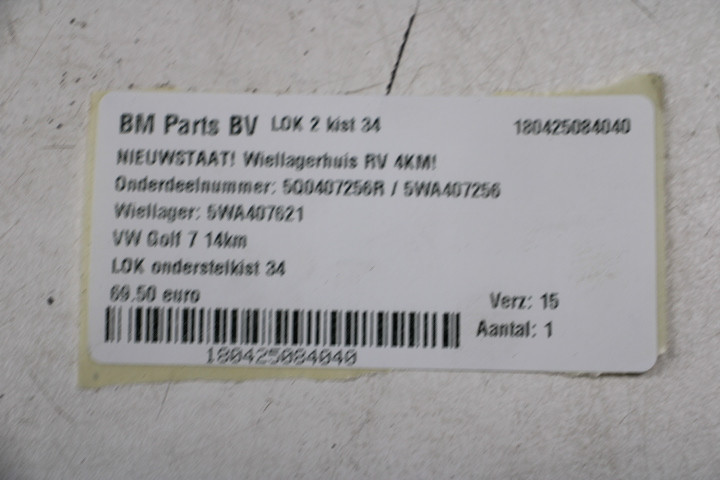 BM Parts BV LOK 2 kist 34 180425084040
NIEUWSTAAT! Wiellagerhuis RV 4KM!
Onderdeelnummer: 5Q0407256R / 5WA407256
Wiellager: 5WA407621
VW Golf 7 14km
LOK onderstelkist 34
69.50 euro
Verz: 15
Aantal: 1
180425084040